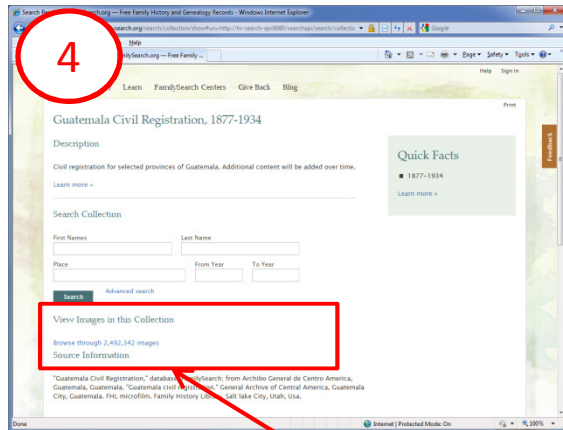 Search Re
rch.org — Free Family History and Genealogy Records - Windows Internet Explorer
search.org/search/collection/show#uri=http://hr-search-api:8080/searchapi/search/collectic
Google
Help
milySearch.org — Free Family ...
Page
Safety
Tools
4
Help
Sign In
Learn
FamilySearch Centers
Give Back
Blog
Print
Feedback
Guatemala Civil Registration, 1877-1934
Description
Civil registration for selected provinces of Guatemala. Additional content will be added over time.
Learn more »
Quick Facts
1877-1934
Learn more »
Search Collection
First Names
Last Name
Place
From Year
To Year
Search
Advanced search
View Images in this Collection
Browse through 2,492,342 images
Source Information
"Guatemala Civil Registration," database, FamilySearch; from Archibo General de Centro America,
Guatemala, Guatemala. "Guatemala civil registration." General Archive of Central America, Guatemala
City, Guatemala. FHL microfilm. Family History Library, Salt lake City, Utah, Usa.
Done
Internet | Protected Mode: On
100%